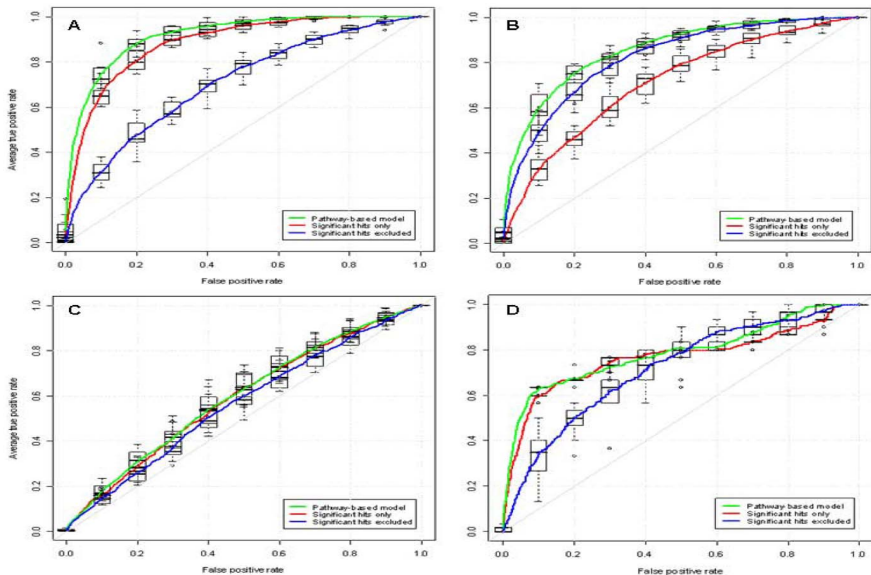 A
Average true positive rate
1.0
0.8
0.6
0.4
0.2
0.0
Pathway-based model
Significant hits only
Significant hits excluded
0.0 0.2 0.4 0.6 0.8 1.0
False positive rate
B
1.0
0.8
0.6
0.4
0.2
0.0
Pathway-based model
Significant hits only
Significant hits excluded
0.0 0.2 0.4 0.6 0.8 1.0
False positive rate
C
Average true positive rate
1.0
0.8
0.6
0.4
0.2
0.0
Pathway-based model
Significant hits only
Significant hits excluded
0.0 0.2 0.4 0.6 0.8 1.0
False positive rate
D
1.0
0.8
0.6
0.4
0.2
0.0
Pathway-based model
Significant hits only
Significant hits excluded
0.0 0.2 0.4 0.6 0.8 1.0
False positive rate